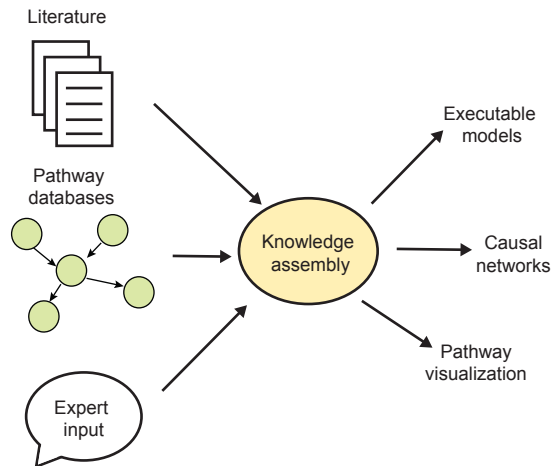 Literature
Pathway
databases
Expert
input
Knowledge
assembly
Executable
models
Causal
networks
Pathway
visualization